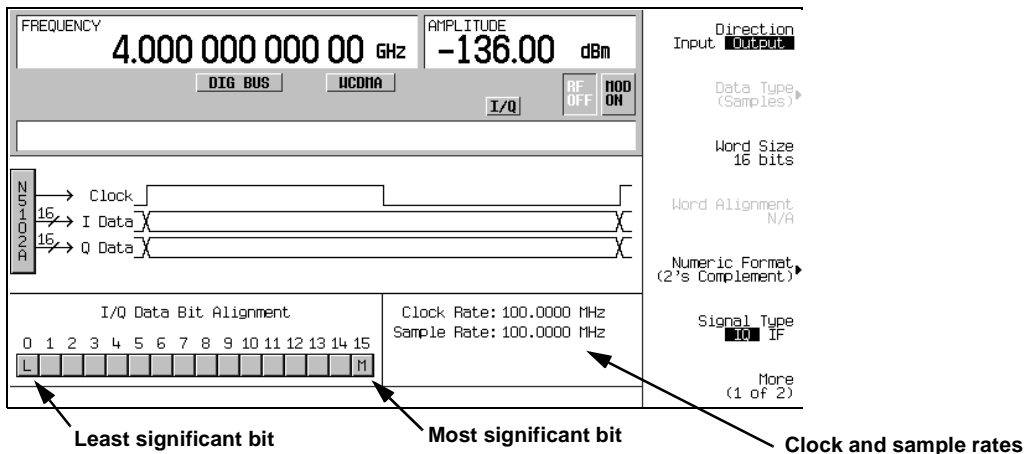 FREQUENCY
4.000 000 000 00 GHz
AMPLITUDE
-136.00 dBm
DIG BUS
WCDMA
I/Q
RF OFF
MOD ON
Direction
Input Output
Data Type
(Samples)
Word Size
16 bits
Word Alignment
N/A
Numeric Format
(2's Complement)
Signal Type
IQ IF
More
(1 of 2)
N5102A
Clock
16 I Data
16 Q Data
I/Q Data Bit Alignment
0 1 2 3 4 5 6 7 8 9 10 11 12 13 14 15
L M
Clock Rate: 100.0000 MHz
Sample Rate: 100.0000 MHz
Least significant bit
Most significant bit
Clock and sample rates